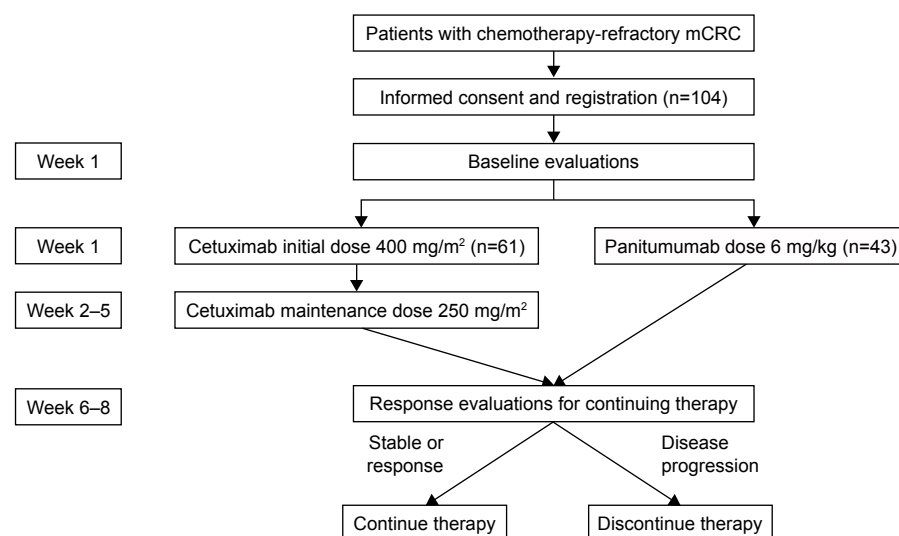 Patients with chemotherapy-refractory mCRC
Informed consent and registration (n=104)
Week 1
Baseline evaluations
Week 1
Cetuximab initial dose 400 mg/m² (n=61)
Panitumumab dose 6 mg/kg (n=43)
Week 2–5
Cetuximab maintenance dose 250 mg/m²
Week 6–8
Response evaluations for continuing therapy
Stable or
response
Disease
progression
Continue therapy
Discontinue therapy